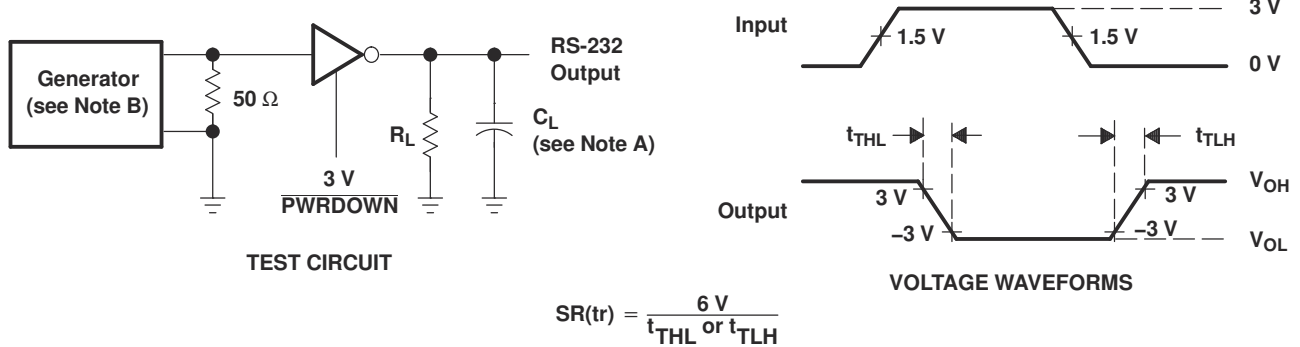 Generator
(see Note B)
50 Ω
RS-232
Output
RL
CL
(see Note A)
3 V
PWRDOWN
TEST CIRCUIT
Input
3 V
1.5 V
1.5 V
0 V
tTHL
tTLH
Output
3 V
3 V
VOH
−3 V
−3 V
VOL
VOLTAGE WAVEFORMS
SR(tr) = 6 V
tTHL or tTLH